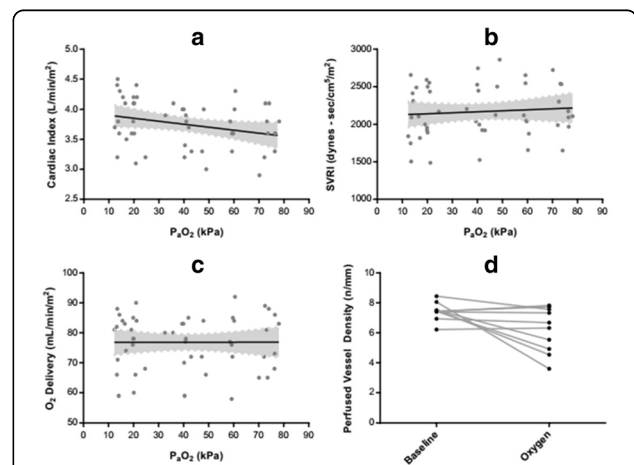 a
Cardiac Index (L/min/m²)
5.0
4.5
4.0
3.5
3.0
2.5
0 10 20 30 40 50 60 70 80 90
PaO₂ (kPa)
b
SVRI (dynes - sec/cm⁵/m²)
3000
2500
2000
1500
1000
0 10 20 30 40 50 60 70 80 90
PaO₂ (kPa)
c
O₂ Delivery (mL/min/m²)
100
90
80
70
60
50
0 10 20 30 40 50 60 70 80 90
PaO₂ (kPa)
d
Perfused Vessel Density (n/mm)
10
8
6
4
2
0
Baseline
Oxygen